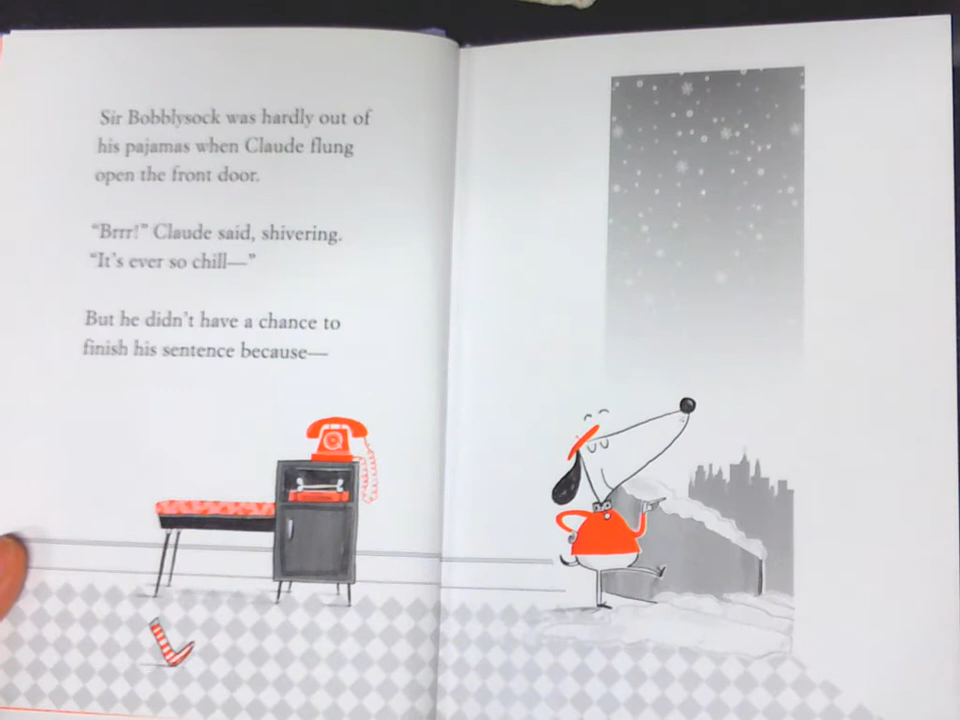 Sir Bobblysock was hardly out of
his pajamas when Claude flung
open the front door.
“Brrr!” Claude said, shivering.
“It’s ever so chill—”
But he didn’t have a chance to
finish his sentence because—